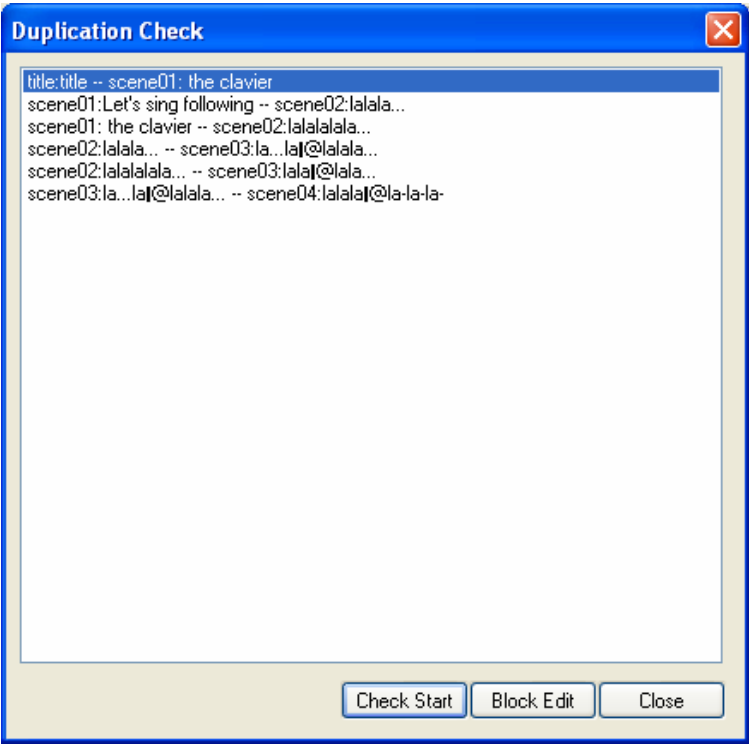 Duplication Check
title:title -- scene01: the clavier
scene01:Let's sing following -- scene02:lalala...
scene01: the clavier -- scene02:lalalalala...
scene02:lalala... -- scene03:la...la|@lalala...
scene02:lalalalala... -- scene03:lala|@lala...
scene03:la...la|@lalala... -- scene04:lalala|@la-la-la-
Check Start Block Edit Close